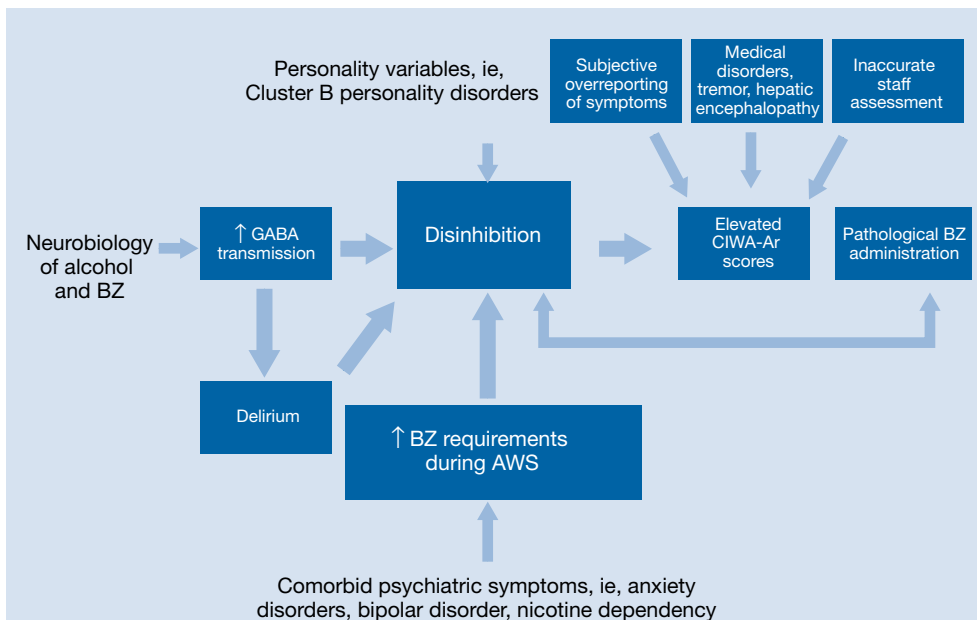 Personality variables, ie,
Cluster B personality disorders
Subjective
overreporting
of symptoms
Medical
disorders,
tremor, hepatic
encephalopathy
Inaccurate
staff
assessment
Neurobiology
of alcohol
and BZ
↑ GABA
transmission
Disinhibition
Elevated
CIWA-Ar
scores
Pathological BZ
administration
Delirium
↑ BZ requirements
during AWS
Comorbid psychiatric symptoms, ie, anxiety
disorders, bipolar disorder, nicotine dependency